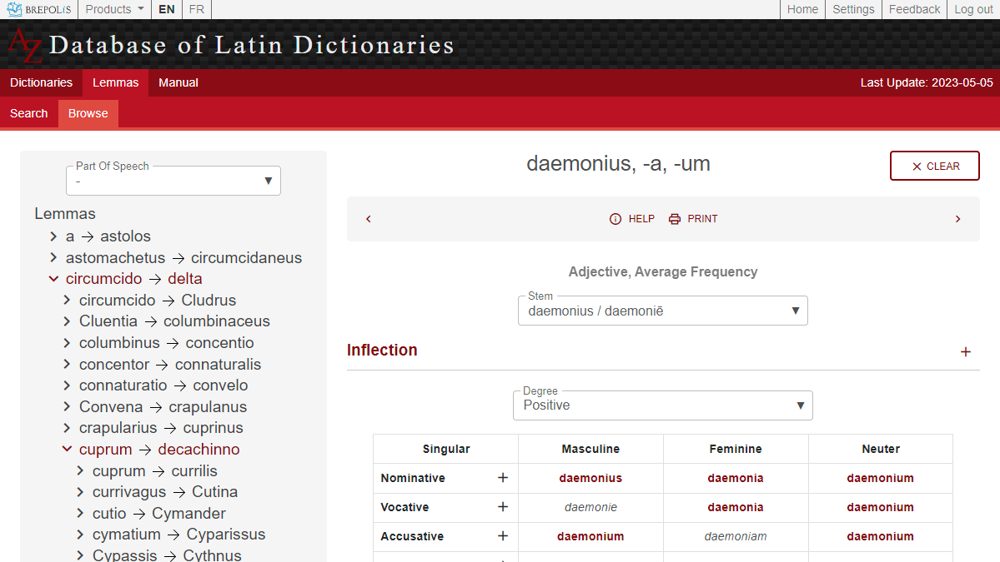 BREPOLiS Products EN FR Home Settings Feedback Log out
AZ Database of Latin Dictionaries
Dictionaries Lemmas Manual Last Update: 2023-05-05
Search Browse
Part Of Speech
-
Lemmas
a → astolos
astomachetus → circumcidaneus
circumcido → delta
circumcido → Cludrus
Cluentia → columbinaceus
columbinus → concentio
concentor → connaturalis
connaturatio → convelo
Convena → crapulanus
crapularius → cuprinus
cuprum → decachinno
cuprum → currilis
currivagus → Cutina
cutio → Cymander
cymatium → Cyparissus
Cypassis → Cythnus
daemonius, -a, -um
CLEAR
HELP PRINT
Adjective, Average Frequency
Stem
daemonius / daemoniē
Inflection +
Degree
Positive
Singular Masculine Feminine Neuter
Nominative + daemonius daemonia daemonium
Vocative + daemonie daemonia daemonium
Accusative + daemonium daemoniam daemonium